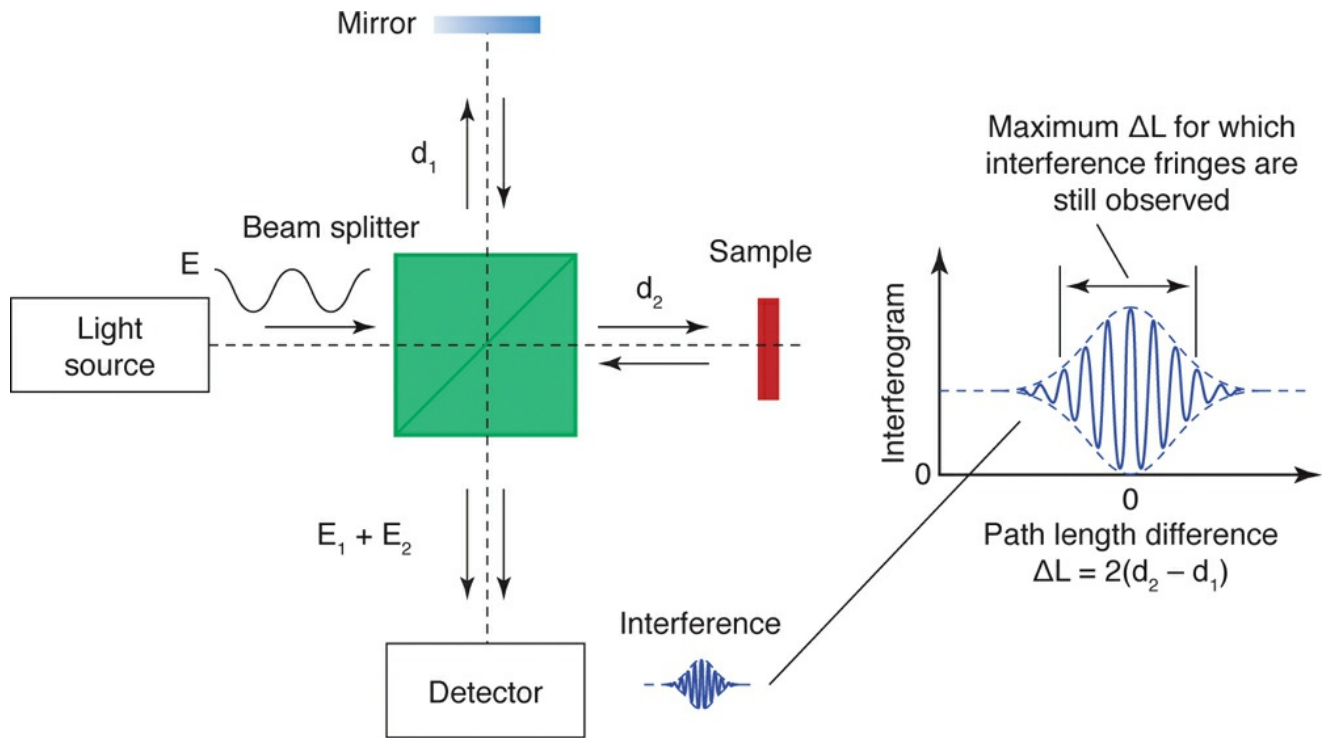 Mirror
d₁
Beam splitter
E
Light
source
d₂
Sample
E₁ + E₂
Detector
Interference
Maximum ΔL for which
interference fringes are
still observed
Interferogram
0
0
Path length difference
ΔL = 2(d₂ – d₁)